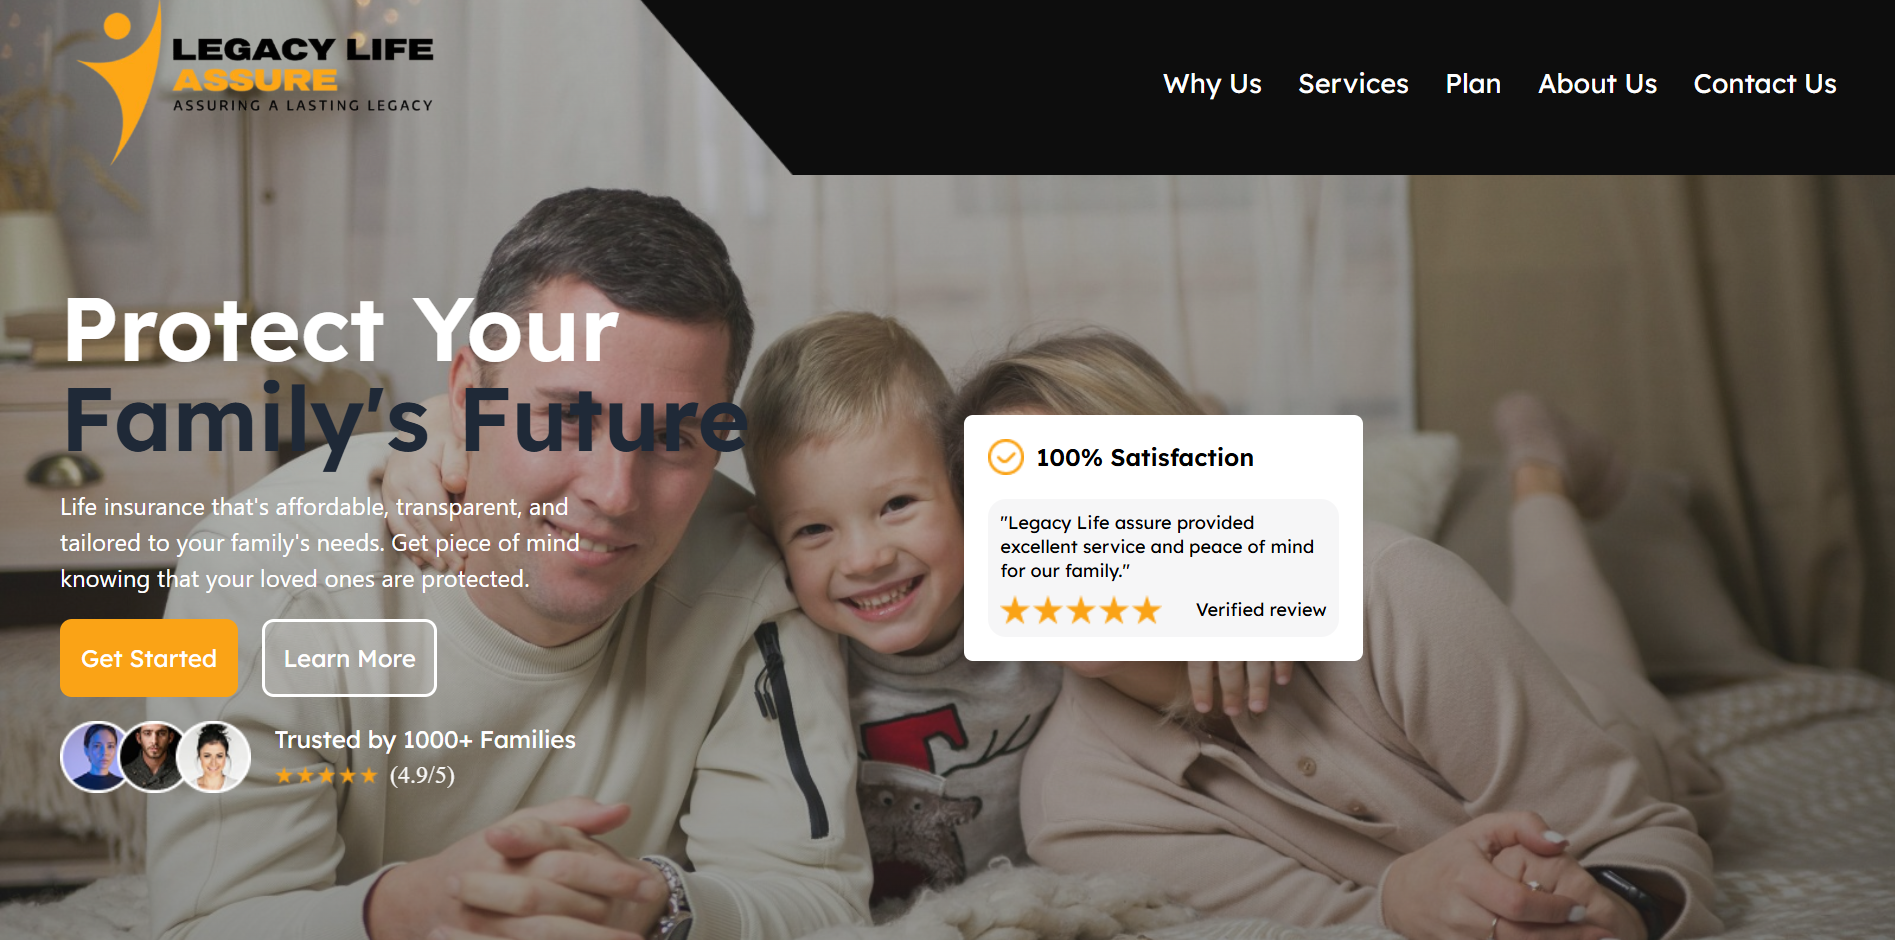 LEGACY LIFE
ASSURE
ASSURING A LASTING LEGACY
Why Us Services Plan About Us Contact Us
Protect Your
Family's Future
Life insurance that's affordable, transparent, and
tailored to your family's needs. Get piece of mind
knowing that your loved ones are protected.
Get Started Learn More
Trusted by 1000+ Families
(4.9/5)
100% Satisfaction
"Legacy Life assure provided
excellent service and peace of mind
for our family."
Verified review